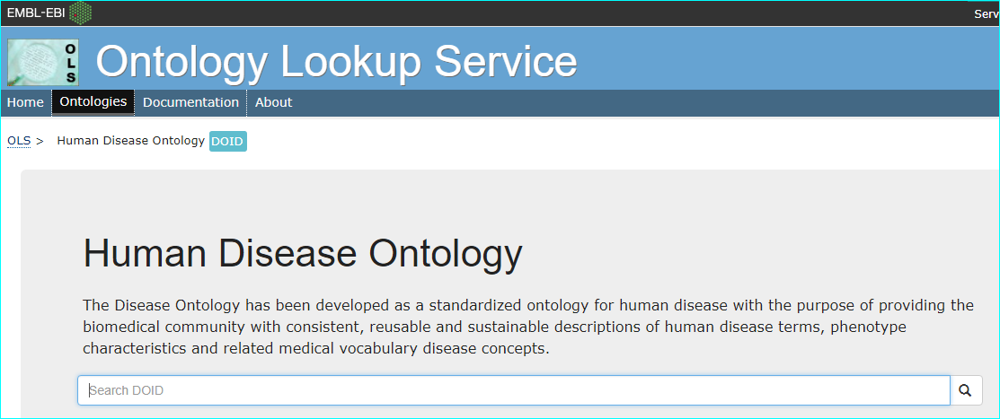 EMBL-EBI
Serv
OLS
Ontology Lookup Service
Home Ontologies Documentation About
OLS > Human Disease Ontology DOID
Human Disease Ontology
The Disease Ontology has been developed as a standardized ontology for human disease with the purpose of providing the
biomedical community with consistent, reusable and sustainable descriptions of human disease terms, phenotype
characteristics and related medical vocabulary disease concepts.
Search DOID